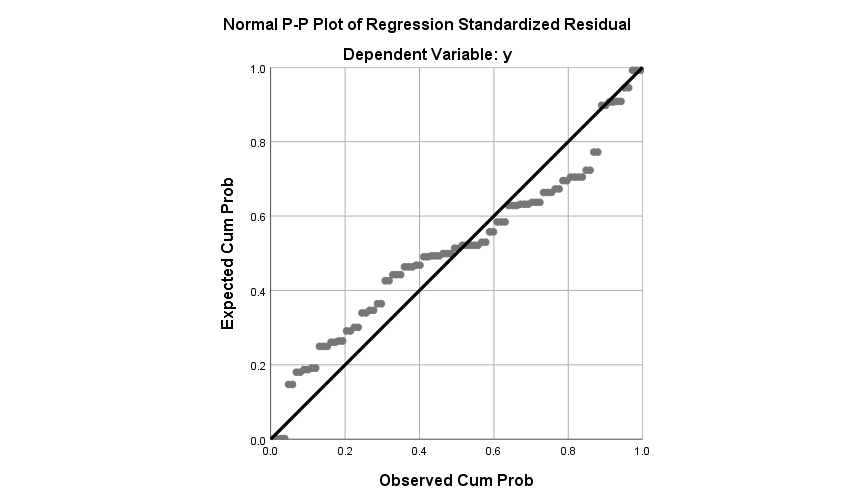 Normal P-P Plot of Regression Standardized Residual
Dependent Variable: y
1.0
0.8
0.6
0.4
0.2
0.0
Expected Cum Prob
0.0 0.2 0.4 0.6 0.8 1.0
Observed Cum Prob